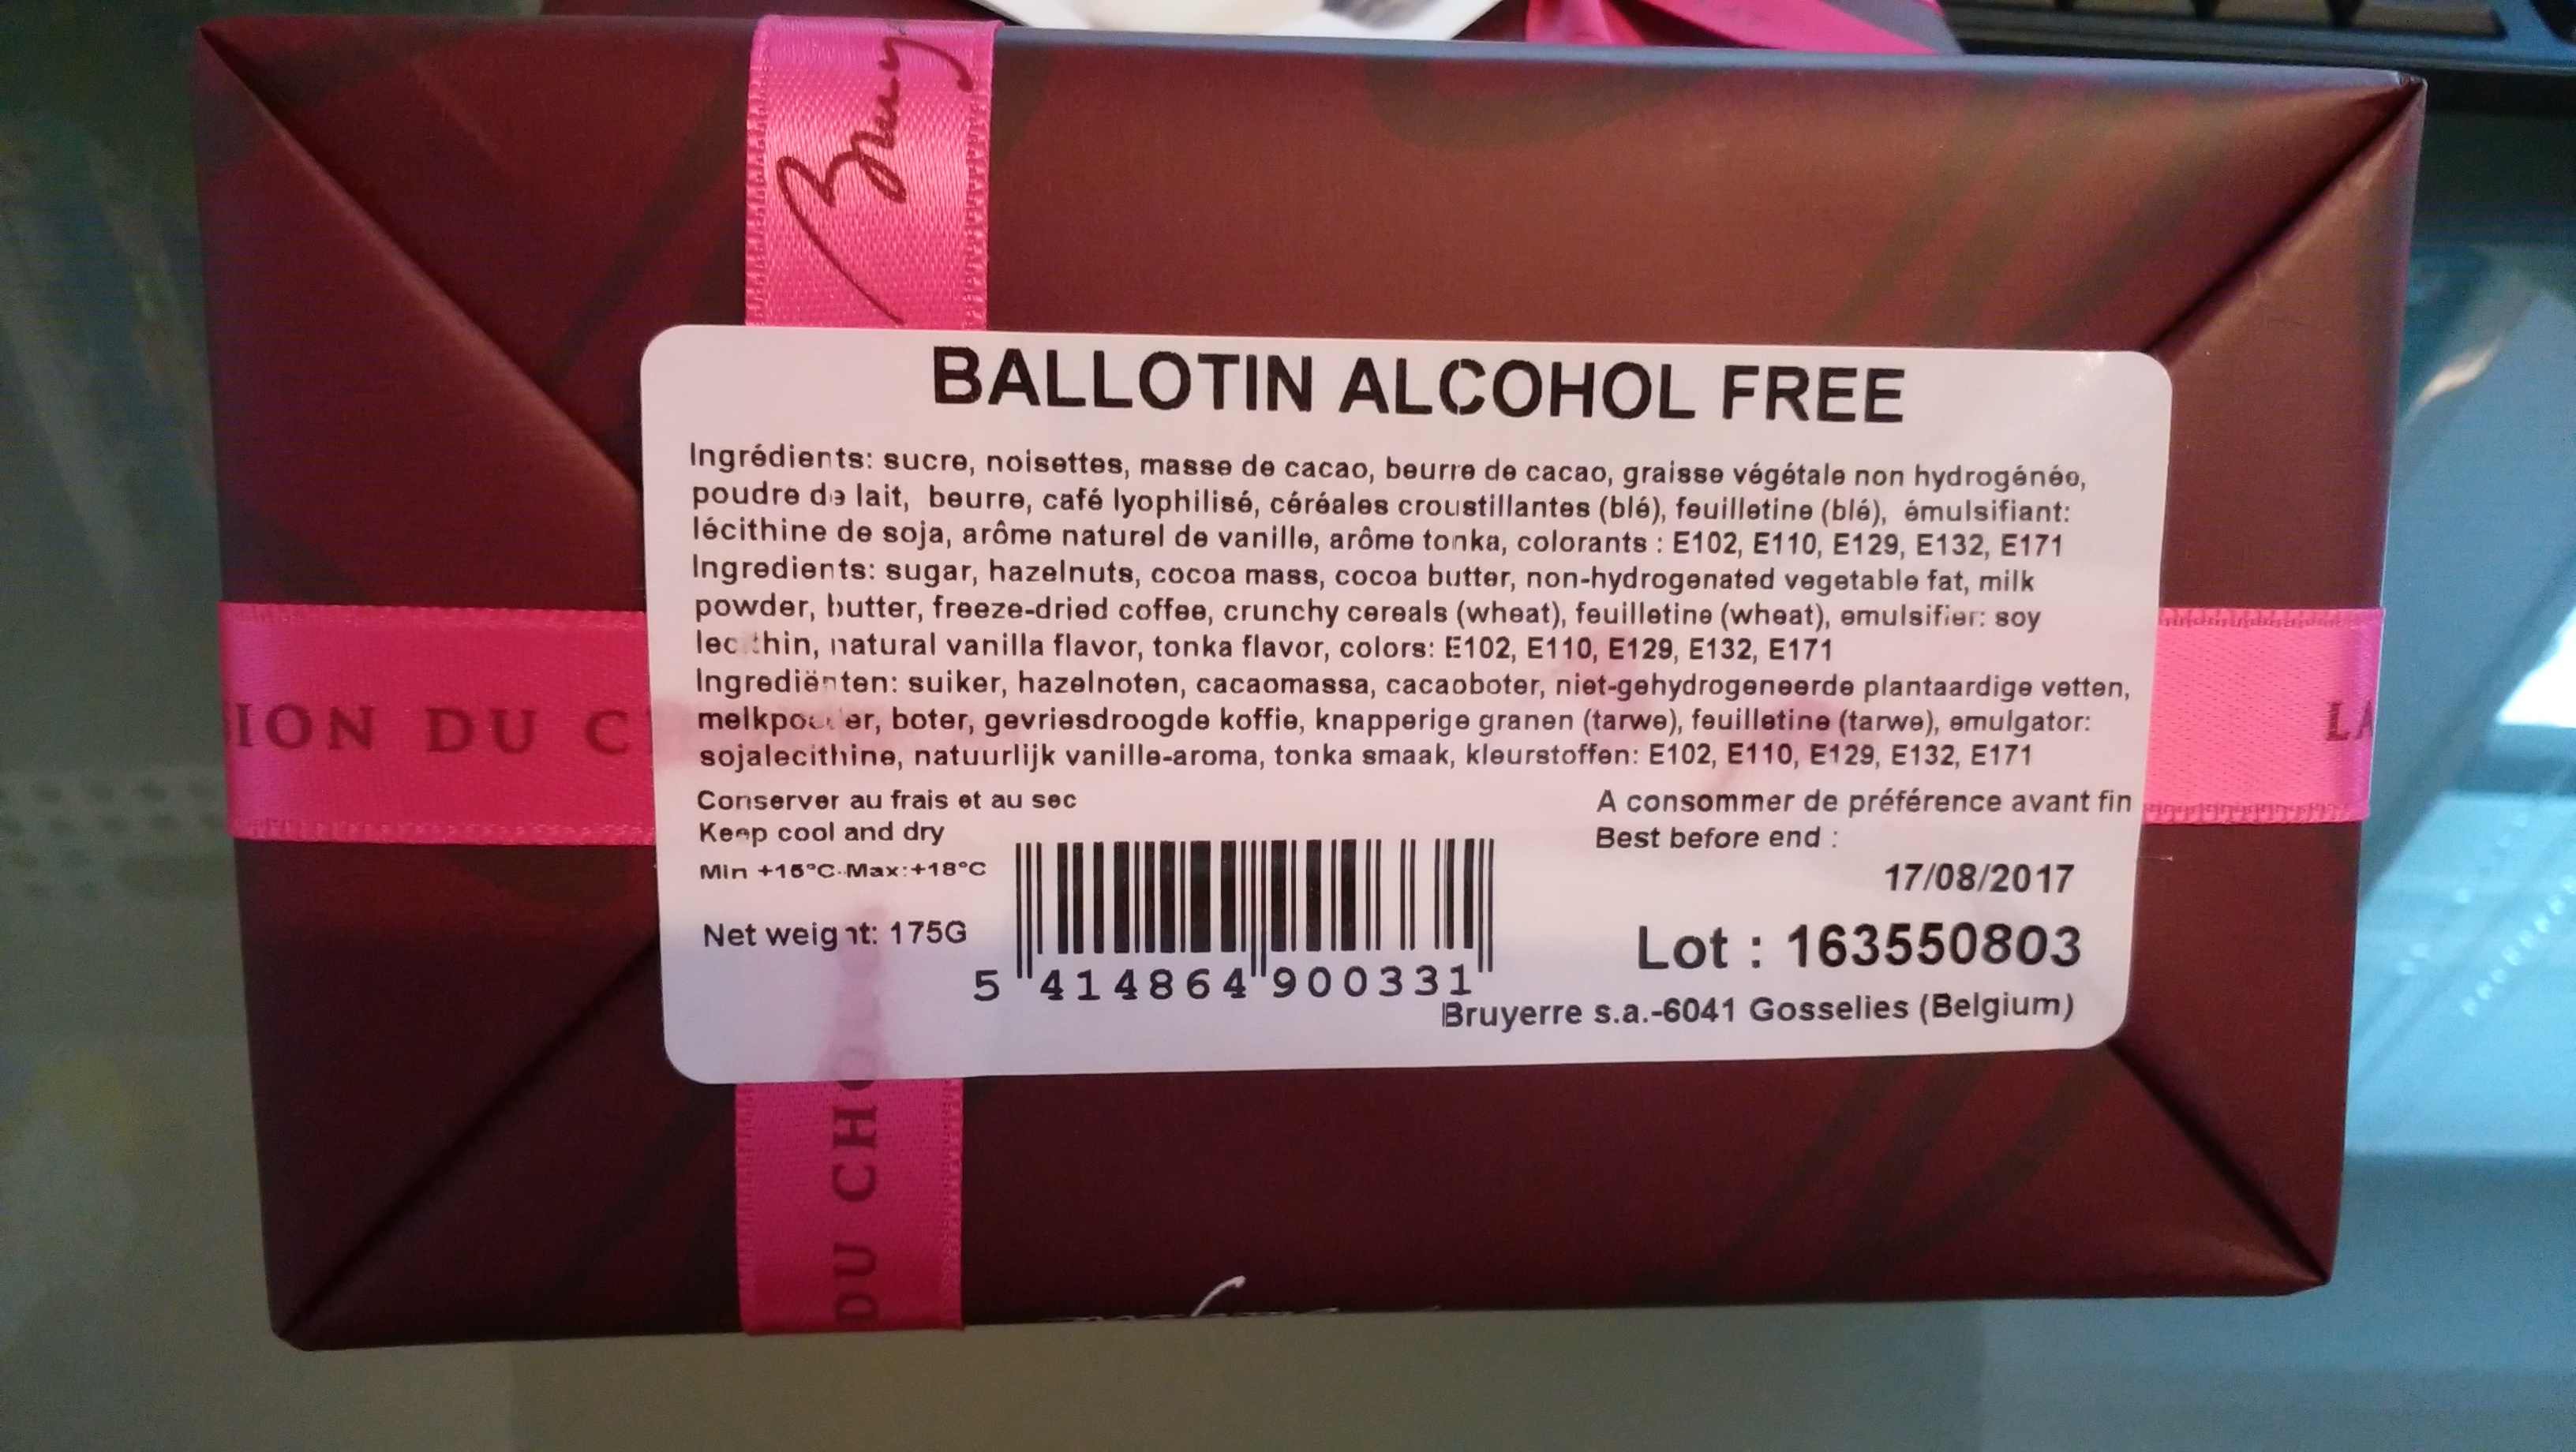 Bruy
BALLOTIN ALCOHOL FREE
Ingrédients: sucre, noisettes, masse de cacao, beurre de cacao, graisse végétale non hydrogénée,
poudre de lait, beurre, café lyophilisé, céréales croustillantes (blé), feuilletine (blé), émulsifiant:
lécithine de soja, arôme naturel de vanille, arôme tonka, colorants : E102, E110, E129, E132, E171
Ingredients: sugar, hazelnuts, cocoa mass, cocoa butter, non-hydrogenated vegetable fat, milk
powder, butter, freeze-dried coffee, crunchy cereals (wheat), feuilletine (wheat), emulsifier: soy
lecithin, natural vanilla flavor, tonka flavor, colors: E102, E110, E129, E132, E171
Ingrediënten: suiker, hazelnoten, cacaomassa, cacaoboter, niet-gehydrogeneerde plantaardige vetten,
melkpoeder, boter, gevriesdroogde koffie, knapperige granen (tarwe), feuilletine (tarwe), emulgator:
sojalecithine, natuurlijk vanille-aroma, tonka smaak, kleurstoffen: E102, E110, E129, E132, E171
ION DU C
LA
Conserver au frais et au sec
Keep cool and dry
Min +15°C-Max:+18°C
Net weight: 175G
5 414864 900331
A consommer de préférence avant fin
Best before end :
17/08/2017
Lot : 163550803
Bruyerre s.a.-6041 Gosselies (Belgium)
DU CHO